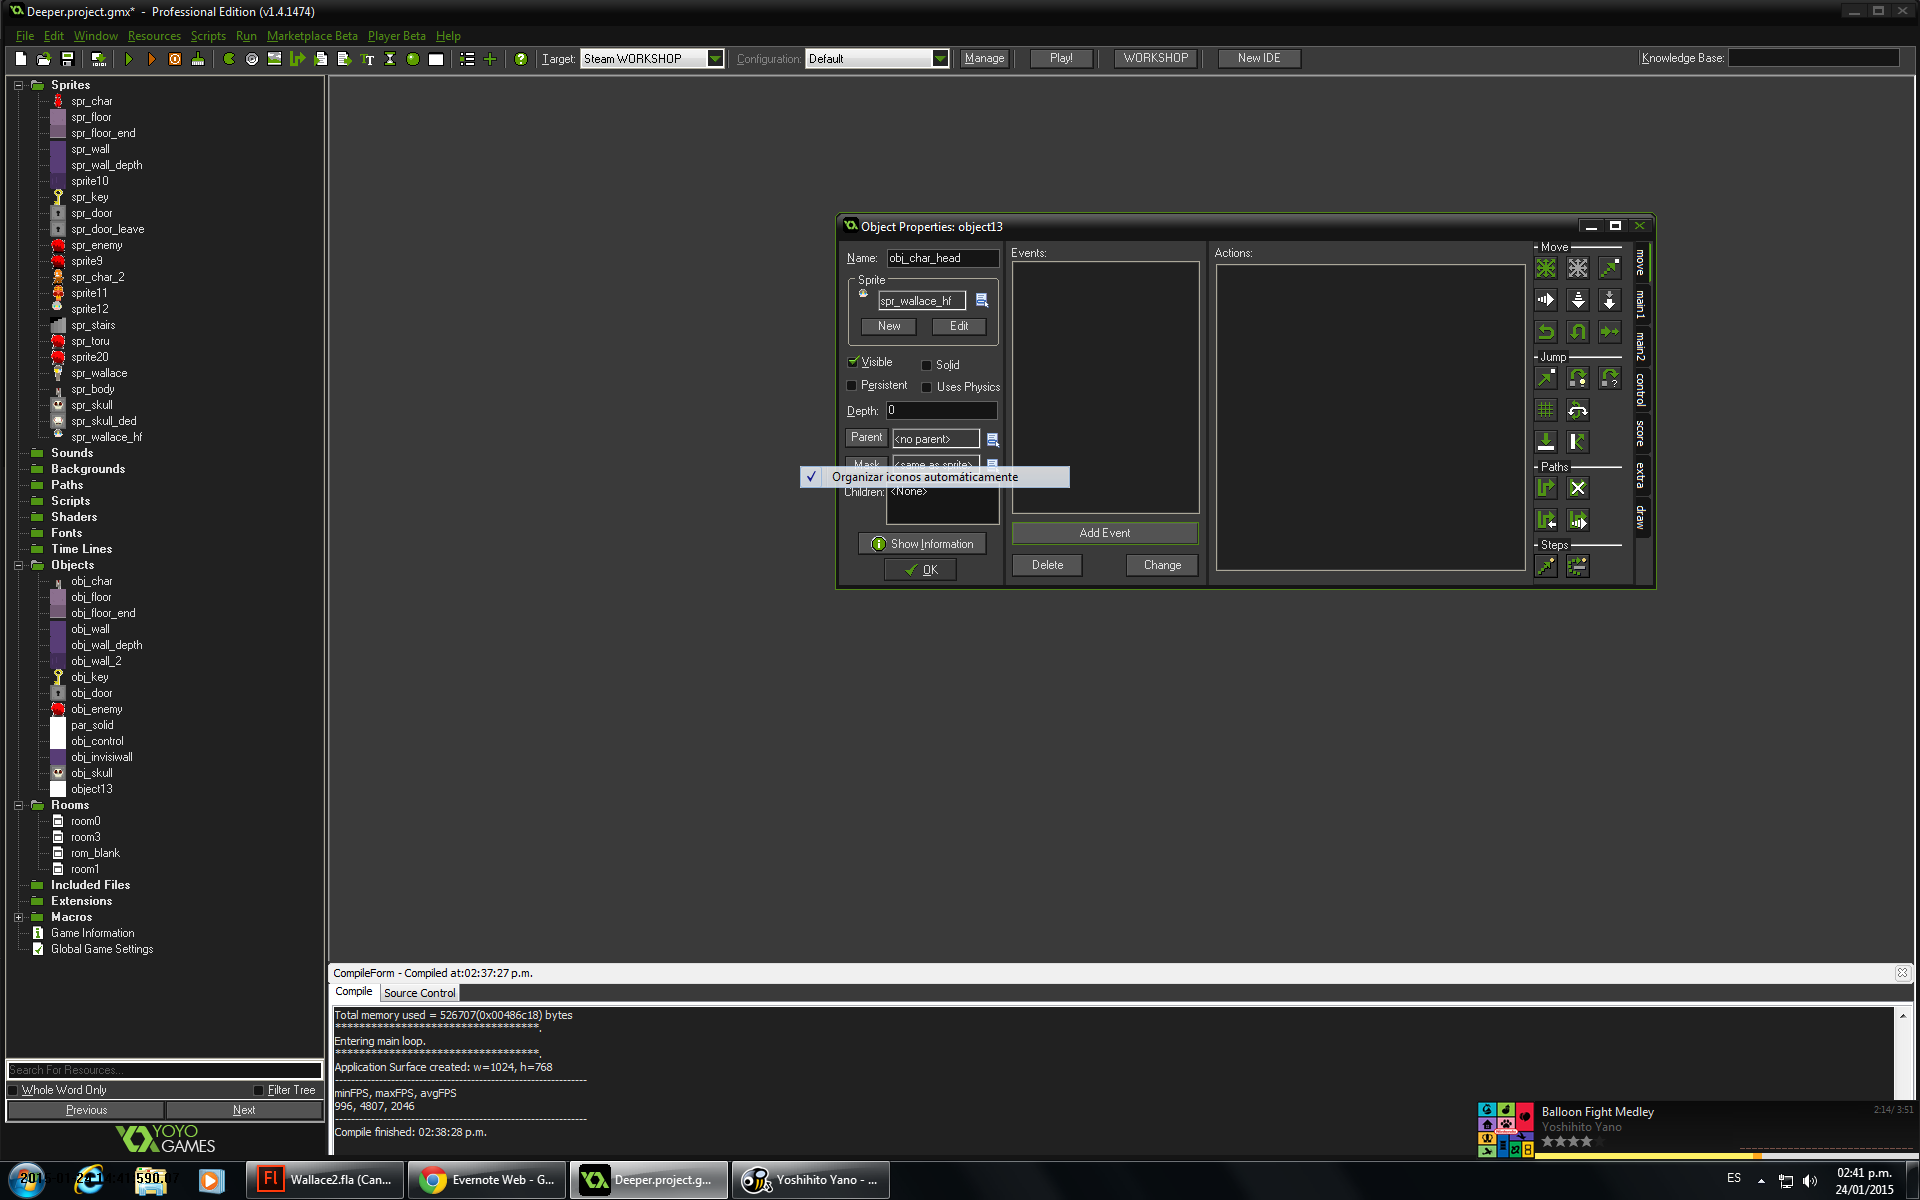 Deeper.project.gmx* - Professional Edition (v1.4.1474)
File Edit Window Resources Scripts Run Marketplace Beta Player Beta Help
Target: Steam WORKSHOP Configuration: Default Manage Play! WORKSHOP New IDE Knowledge Base:
Sprites
spr_char
spr_floor
spr_floor_end
spr_wall
spr_wall_depth
sprite10
spr_key
spr_door
spr_door_leave
spr_enemy
sprite9
spr_char_2
sprite11
sprite12
spr_stairs
spr_toru
sprite20
spr_wallace
spr_body
spr_skull
spr_skull_ded
spr_wallace_hf
Sounds
Backgrounds
Paths
Scripts
Shaders
Fonts
Time Lines
Objects
obj_char
obj_floor
obj_floor_end
obj_wall
obj_wall_depth
obj_wall_2
obj_key
obj_door
obj_enemy
par_solid
obj_control
obj_invisiwall
obj_skull
object13
Rooms
room0
room3
rom_blank
room1
Included Files
Extensions
Macros
Game Information
Global Game Settings
Search For Resources...
Whole Word Only Filter Tree
Previous Next
YOYO
GAMES
Object Properties: object13
Name: obj_char_head
Sprite
spr_wallace_hf
New Edit
Visible Solid
Persistent Uses Physics
Depth: 0
Parent <no parent>
Mask <same as sprite>
Organizar iconos automáticamente
Children: <None>
Show Information
OK
Events:
Add Event
Delete Change
Actions:
Move
Jump
Paths
Steps
move
main1
main2
control
score
extra
draw
CompileForm - Compiled at:02:37:27 p.m.
Compile Source Control
Total memory used = 526707(0x00486c18) bytes
**********************************.
Entering main loop.
**********************************.
Application Surface created: w=1024, h=768
minFPS, maxFPS, avgFPS
996, 4807, 2046
Compile finished: 02:38:28 p.m.
Balloon Fight Medley 2:14/ 3:51
Yoshihito Yano
Wallace2.fla (Can...
Evernote Web - G...
Deeper.project.g...
Yoshihito Yano - ...
ES
02:41 p.m.
24/01/2015